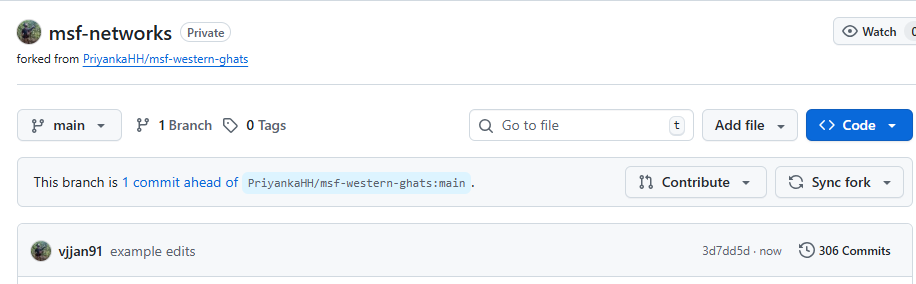 msf-networks Private
Watch
forked from PriyankaHH/msf-western-ghats
main 1 Branch 0 Tags Go to file t Add file Code
This branch is 1 commit ahead of PriyankaHH/msf-western-ghats:main. Contribute Sync fork
vjjan91 example edits 3d7dd5d · now 306 Commits